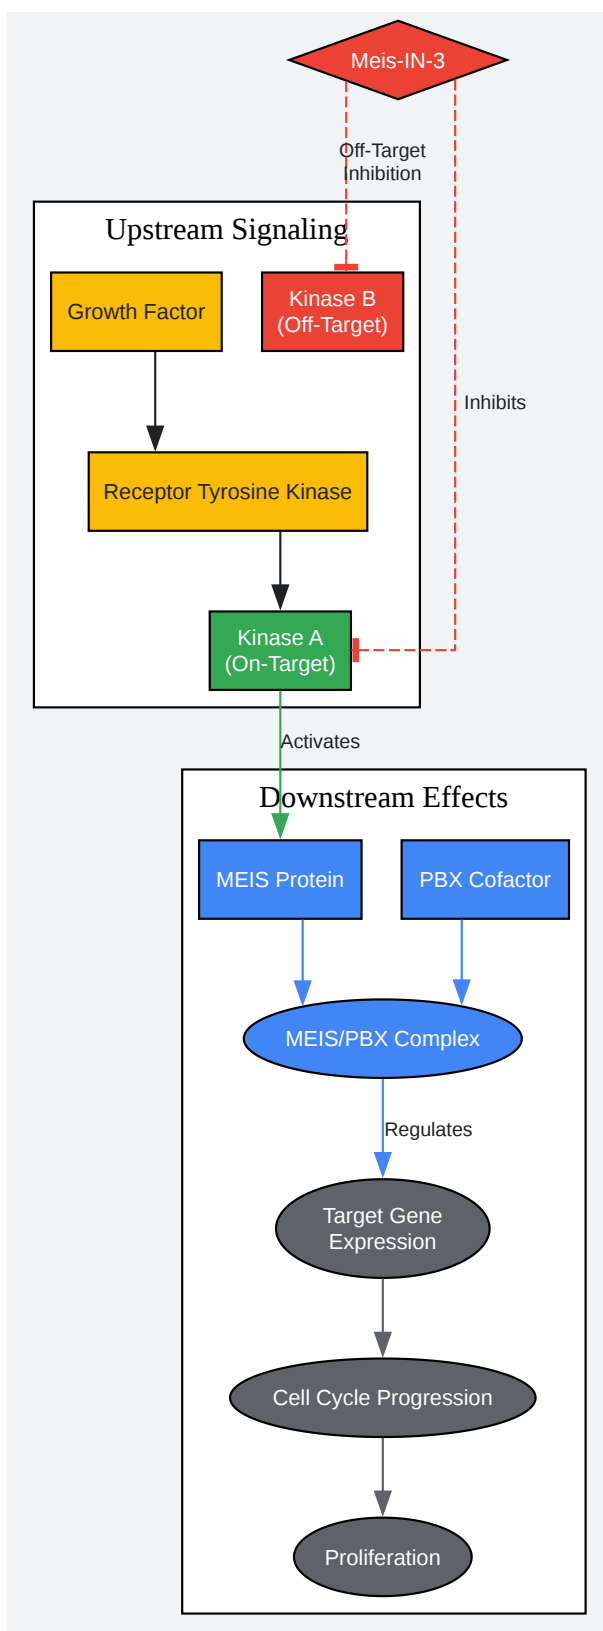 Meis-IN-3
Off-Target
Inhibition
Upstream Signaling
Growth Factor
Kinase B
(Off-Target)
Inhibits
Receptor Tyrosine Kinase
Kinase A
(On-Target)
Activates
Downstream Effects
MEIS Protein
PBX Cofactor
MEIS/PBX Complex
Regulates
Target Gene
Expression
Cell Cycle Progression
Proliferation